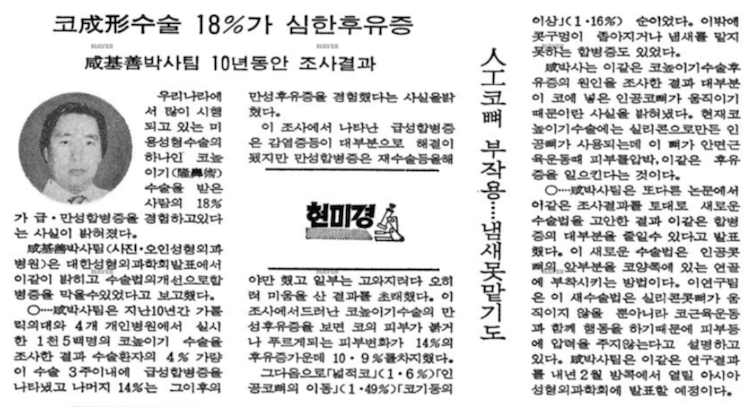 코成形수술 18%가 심한후유증
咸基善박사팀 10년동안 조사결과
우리나라에
서 많이 시행
되고 있는 미
용성형수술의
하나인 코높
이기(隆鼻術)
수술을 받은
사람의 18%
가 급·만성합병증을 경험하고있다
는 사실이 밝혀졌다.
咸基善박사팀(사진·오인성형외과
병원)은 대한성형외과학회발표에서
이같이 밝히고 수술법의개선으로합
병증을 막을수있었다고 보고했다.
○…咸박사팀은 지난10년간 가톨
릭의대와 4개 개인병원에서 실시
한 1천5백명의 코높이기 수술을
조사한 결과 수술환자의 4%가량
이 수술 3주이내에 급성합병증을
나타냈고 나머지 14%는 그이후의
만성후유증을 경험했다는 사실을밝
혔다.
이 조사에서 나타난 급성합병증
은 감염증등이 대부분으로 해결이
됐지만 만성합병증은 재수술등을해
현미경
야만 했고 일부는 고와지려다 오히
려 미움을 산 결과를 초래했다. 이
조사에서드러난 코높이기수술의 만
성후유증을 보면 코의 피부가 붉거
나 푸르게되는 피부변화가 14%의
후유증가운데 10·9%를차지했다.
그다음으로「넓적코」(1·6%)「인
공코뼈의 이동」(1·49%)「코기둥의
人工코뼈 부작용…냄새못맡기도
이상」(1·16%) 순이었다. 이밖에
콧구멍이 좁아지거나 냄새를 맡지
못하는 합병증도 있었다.
咸박사는 이같은 코높이기수술후
유증의 원인을 조사한 결과 대부분
이 코에 넣은 인공코뼈가 움직이기
때문이란 사실을 밝혀냈다. 현재코
높이기수술에는 실리콘으로만든 인
공뼈가 사용되는데 이 뼈가 안면근
육운동때 피부를압박, 이같은 후유
증을 일으킨다는 것이다.
○…咸박사팀은 또다른 논문에서
이같은 조사결과를 토대로 새로운
수술법을 고안한 결과 이같은 합병
증의 대부분을 줄일수 있다고 발표
했다. 이 새로운 수술법은 인공콧
뼈의 앞부분을 코양쪽에 있는 연골
에 부착시키는 방법이다. 이연구팀
은 이 새수술법은 실리콘콧뼈가 움
직이지 않을 뿐아니라 코근육운동
과 함께 행동을 하기때문에 피부등
에 압력을 주지않는다고 설명하고
있다. 咸박사팀은 이같은 연구결과
를 내년2월 방콕에서 열릴 아시아
성형외과학회에 발표할 예정이다.